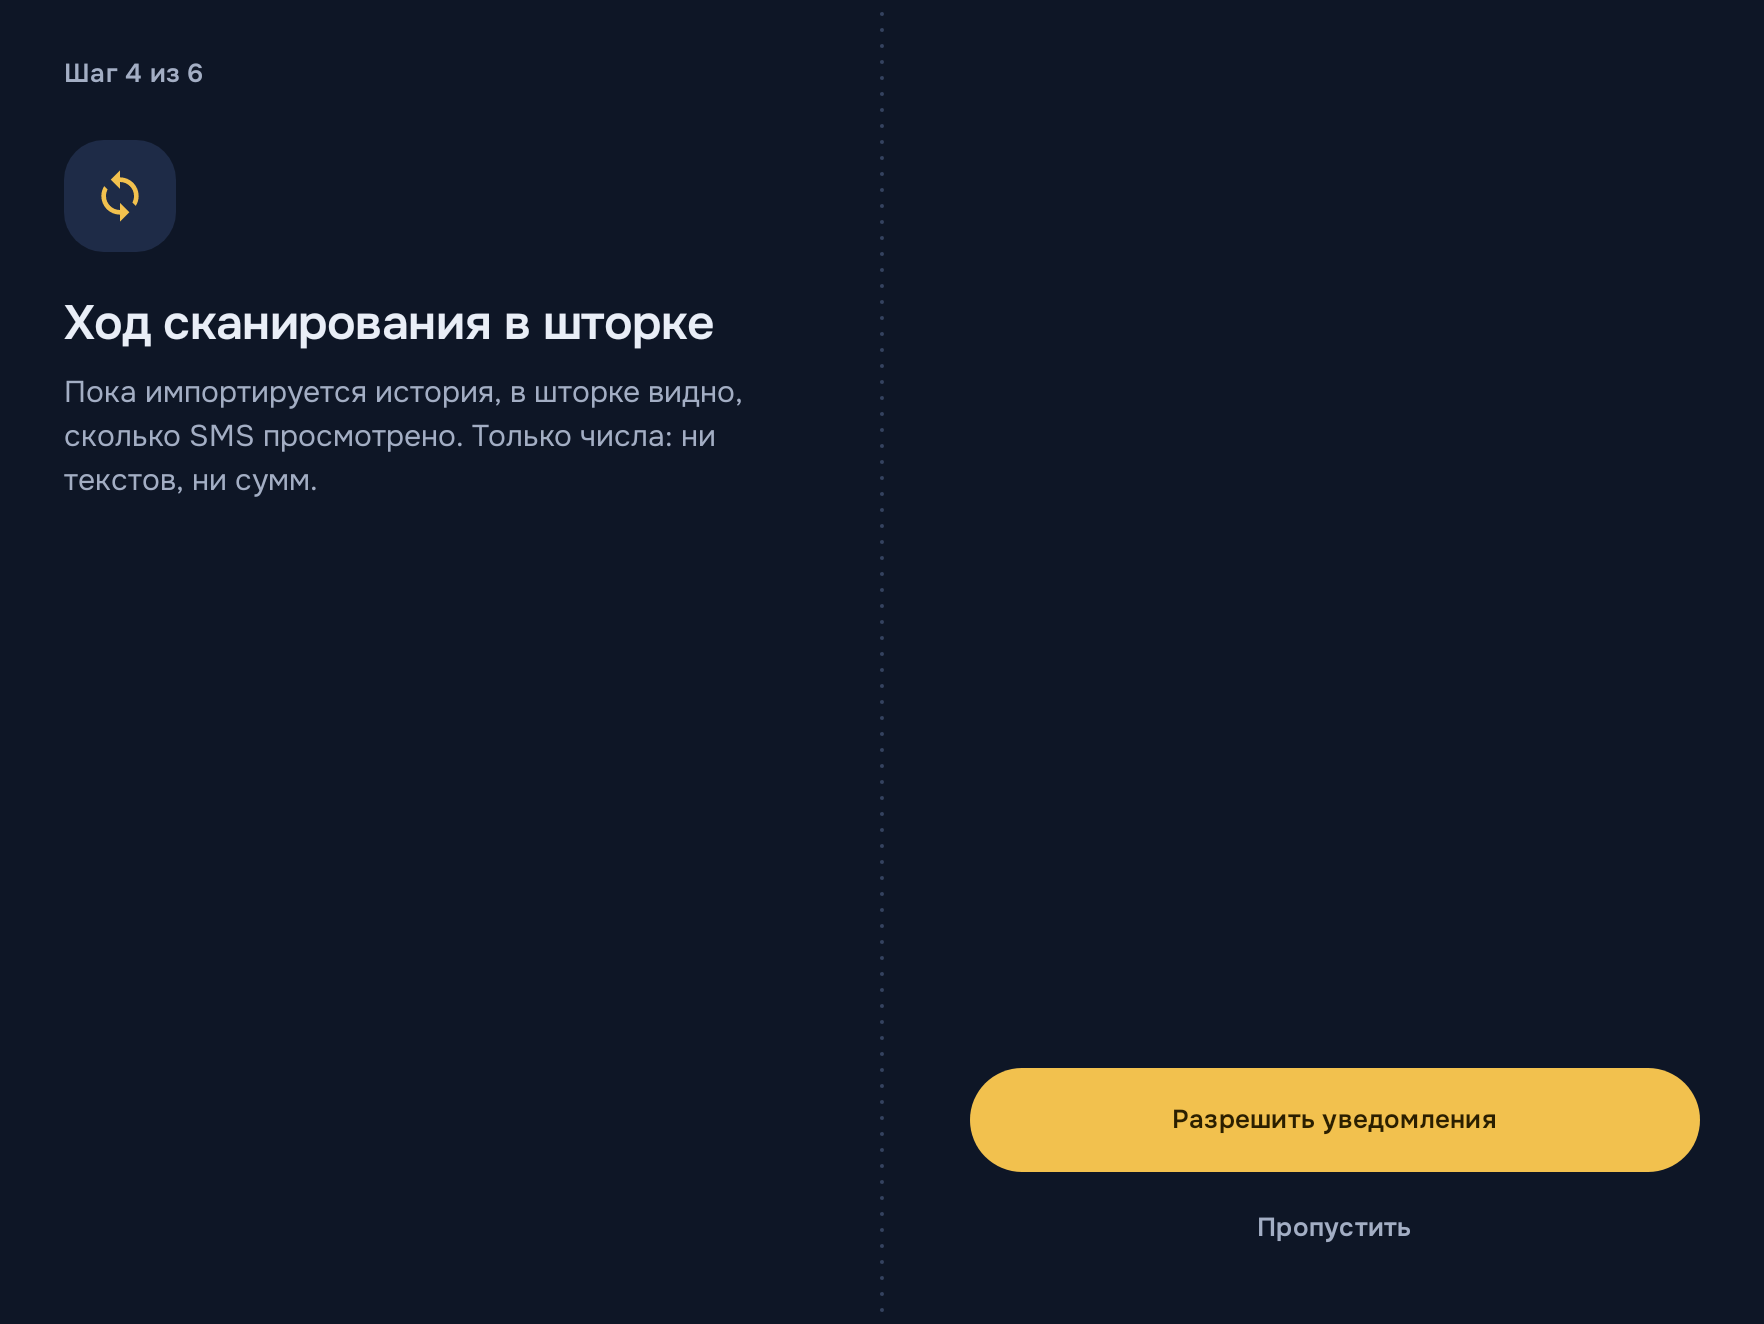 Шаг 4 из 6
Ход сканирования в шторке
Пока импортируется история, в шторке видно,
сколько SMS просмотрено. Только числа: ни
текстов, ни сумм.
Разрешить уведомления
Пропустить